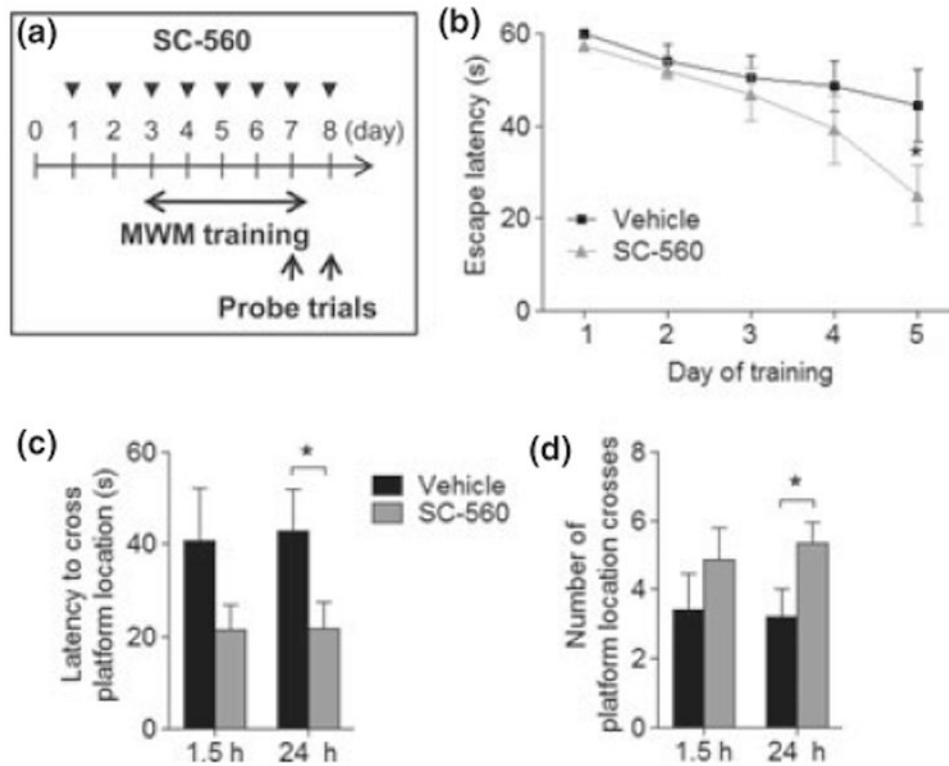 (a)
SC-560
0 1 2 3 4 5 6 7 8 (day)
MWM training
Probe trials
(b)
Escape latency (s)
60
40
20
0
Vehicle
SC-560
*
1 2 3 4 5
Day of training
(c)
Latency to cross
platform location (s)
60
40
20
0
*
1.5 h 24 h
Vehicle
SC-560
(d)
Number of
platform location crosses
8
6
4
2
0
*
1.5 h 24 h